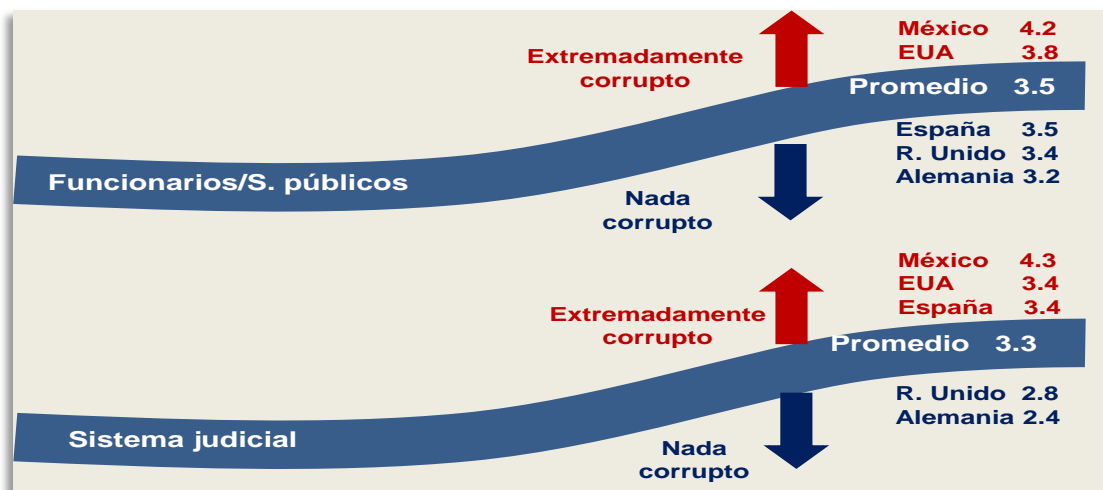 México 4.2
EUA 3.8
Extremadamente
corrupto
Promedio 3.5
España 3.5
R. Unido 3.4
Alemania 3.2
Funcionarios/S. públicos
Nada
corrupto
México 4.3
EUA 3.4
España 3.4
Extremadamente
corrupto
Promedio 3.3
R. Unido 2.8
Alemania 2.4
Sistema judicial
Nada
corrupto